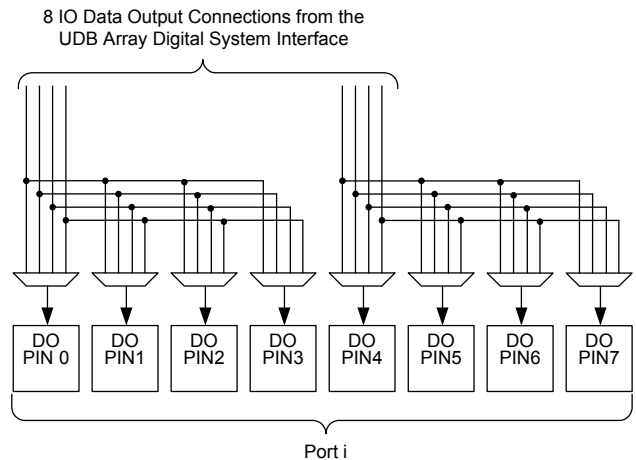 8 IO Data Output Connections from the
UDB Array Digital System Interface
DO
PIN 0
DO
PIN1
DO
PIN2
DO
PIN3
DO
PIN4
DO
PIN5
DO
PIN6
DO
PIN7
Port i